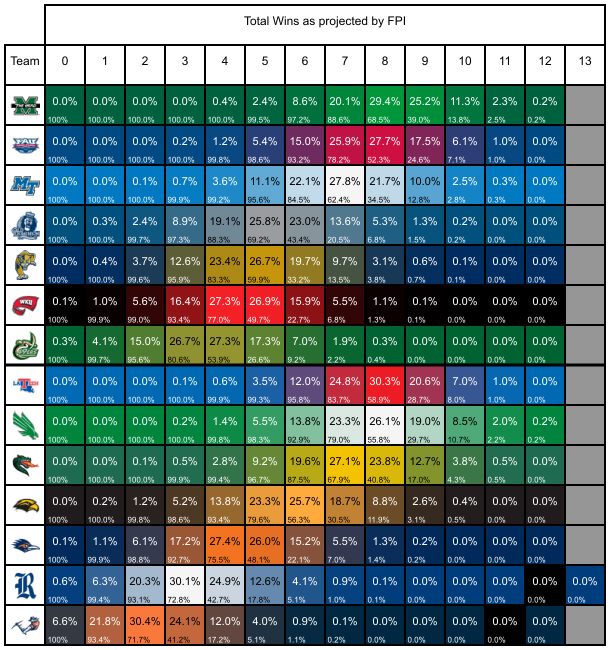 Total Wins as projected by FPI
Team 0 1 2 3 4 5 6 7 8 9 10 11 12 13
0.0% 0.0% 0.0% 0.0% 0.4% 2.4% 8.6% 20.1% 29.4% 25.2% 11.3% 2.3% 0.2%
100% 100.0% 100.0% 100.0% 100.0% 99.5% 97.2% 88.6% 68.5% 39.0% 13.8% 2.5% 0.2%
0.0% 0.0% 0.0% 0.2% 1.2% 5.4% 15.0% 25.9% 27.7% 17.5% 6.1% 1.0% 0.0%
100% 100.0% 100.0% 100.0% 99.8% 98.6% 93.2% 78.2% 52.3% 24.6% 7.1% 1.0% 0.0%
MT 0.0% 0.0% 0.1% 0.7% 3.6% 11.1% 22.1% 27.8% 21.7% 10.0% 2.5% 0.3% 0.0%
100% 100.0% 100.0% 99.9% 99.2% 95.6% 84.5% 62.4% 34.5% 12.8% 2.8% 0.3% 0.0%
0.0% 0.3% 2.4% 8.9% 19.1% 25.8% 23.0% 13.6% 5.3% 1.3% 0.2% 0.0% 0.0%
100% 100.0% 99.7% 97.3% 88.3% 69.2% 43.4% 20.5% 6.8% 1.5% 0.2% 0.0% 0.0%
0.0% 0.4% 3.7% 12.6% 23.4% 26.7% 19.7% 9.7% 3.1% 0.6% 0.1% 0.0% 0.0%
100% 100.0% 99.6% 95.9% 83.3% 59.9% 33.2% 13.5% 3.8% 0.7% 0.1% 0.0% 0.0%
WKU 0.1% 1.0% 5.6% 16.4% 27.3% 26.9% 15.9% 5.5% 1.1% 0.1% 0.0% 0.0% 0.0%
100% 99.9% 99.0% 93.4% 77.0% 49.7% 22.7% 6.8% 1.3% 0.1% 0.0% 0.0% 0.0%
0.3% 4.1% 15.0% 26.7% 27.3% 17.3% 7.0% 2.2% 0.3% 0.0% 0.0% 0.0% 0.0%
100% 99.7% 95.6% 80.6% 53.9% 26.6% 9.2% 2.2% 0.4% 0.0% 0.0% 0.0% 0.0%
0.0% 0.0% 0.0% 0.1% 0.6% 3.5% 12.0% 24.8% 30.3% 20.6% 7.0% 1.0% 0.0%
100% 100.0% 100.0% 100.0% 99.9% 99.3% 95.8% 83.7% 58.9% 28.7% 8.0% 1.0% 0.0%
0.0% 0.0% 0.0% 0.2% 1.4% 5.5% 13.8% 23.3% 26.1% 19.0% 8.5% 2.0% 0.2%
100% 100.0% 100.0% 100.0% 99.8% 98.3% 92.9% 79.0% 55.8% 29.7% 10.7% 2.2% 0.2%
0.0% 0.0% 0.1% 0.5% 2.8% 9.2% 19.6% 27.1% 23.8% 12.7% 3.8% 0.5% 0.0%
100% 100.0% 100.0% 99.9% 99.4% 96.7% 87.5% 67.9% 40.8% 17.0% 4.3% 0.5% 0.0%
0.0% 0.2% 1.2% 5.2% 13.8% 23.3% 25.7% 18.7% 8.8% 2.6% 0.4% 0.0% 0.0%
100% 100.0% 99.8% 98.6% 93.4% 79.6% 56.3% 30.5% 11.9% 3.1% 0.5% 0.0% 0.0%
0.1% 1.1% 6.1% 17.2% 27.4% 26.0% 15.2% 5.5% 1.3% 0.2% 0.0% 0.0% 0.0%
100% 99.9% 98.8% 92.7% 75.5% 48.1% 22.1% 7.0% 1.4% 0.2% 0.0% 0.0% 0.0%
R 0.6% 6.3% 20.3% 30.1% 24.9% 12.6% 4.1% 0.9% 0.1% 0.0% 0.0% 0.0% 0.0% 0.0%
100% 99.4% 93.1% 72.8% 42.7% 17.8% 5.1% 1.0% 0.1% 0.0% 0.0% 0.0% 0.0% 0.0%
6.6% 21.8% 30.4% 24.1% 12.0% 4.0% 0.9% 0.1% 0.0% 0.0% 0.0% 0.0% 0.0%
100% 93.4% 71.7% 41.2% 17.2% 5.1% 1.1% 0.2% 0.0% 0.0% 0.0% 0.0% 0.0%